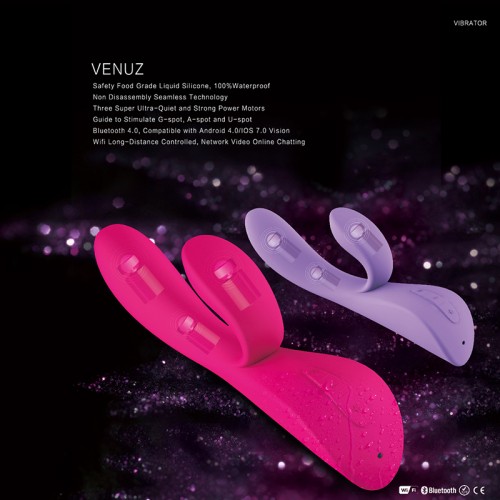 VIBRATOR
VENUZ
Safety Food Grade Liquid Silicone, 100%Waterproof
Non Disassembly Seamless Technology
Three Super Ultra-Quiet and Strong Power Motors
Guide to Stimulate G-spot, A-spot and U-spot
Bluetooth 4.0, Compatible with Android 4.0/IOS 7.0 Vision
Wifi Long-Distance Controlled, Network Video Online Chatting
Wi Fi Bluetooth CE